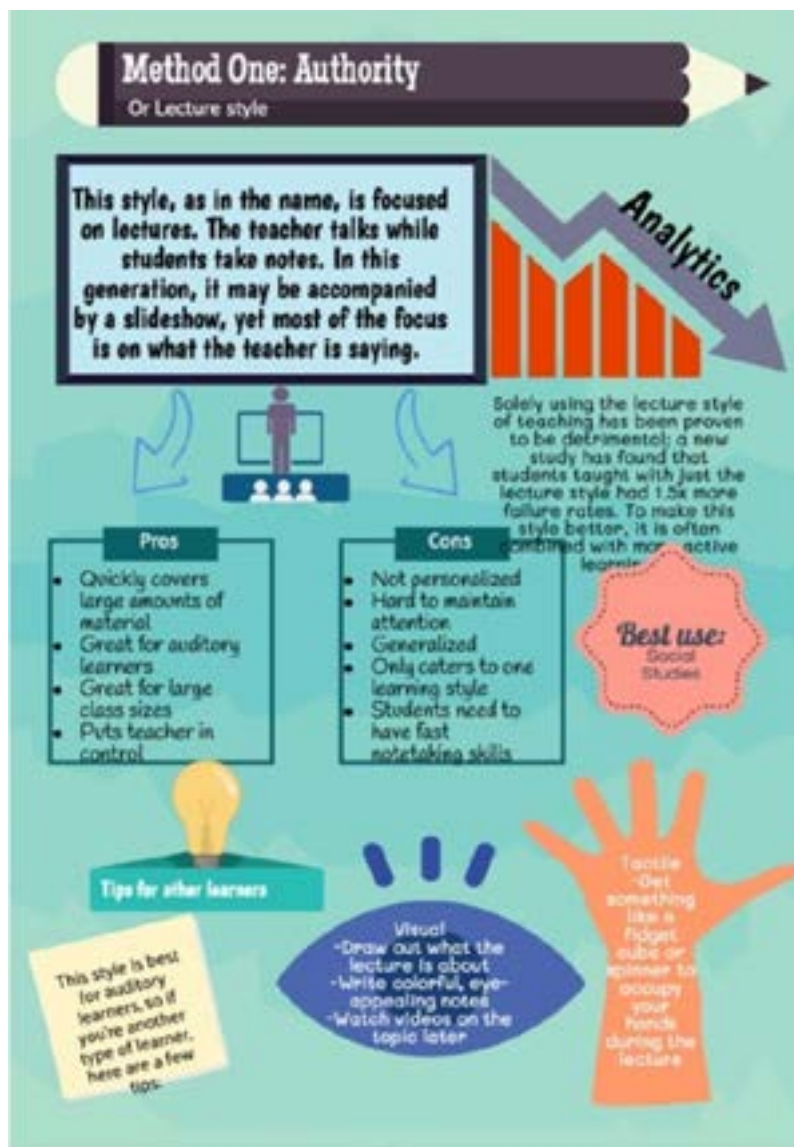 Method One: Authority
Or Lecture style
This style, as in the name, is focused
on lectures. The teacher talks while
students take notes. In this
generation, it may be accompanied
by a slideshow, yet most of the focus
is on what the teacher is saying.
Analytics
Solely using the lecture style
of teaching has been proven
to be detrimental; a new
study has found that
students taught with just the
lecture style had 1.5x more
failure rates. To make this
style better, it is often
combined with more active
Pros
• Quickly covers
large amounts of
material
• Great for auditory
learners
• Great for large
class sizes
• Puts teacher in
control
Cons
• Not personalized
• Hard to maintain
attention
• Generalized
• Only caters to one
learning style
• Students need to
have fast
notetaking skills
Best use:
Social
Studies
Tips for other learners
This style is best
for auditory
learners, so if
you're another
type of learner,
here are a few
tips.
Visual
-Draw out what the
lecture is about
-Write colorful, eye-
appealing notes
-Watch videos on the
topic later
Tactile
-Get
something
like a
fidget
cube or
spinner to
occupy
your
hands
during the
lecture